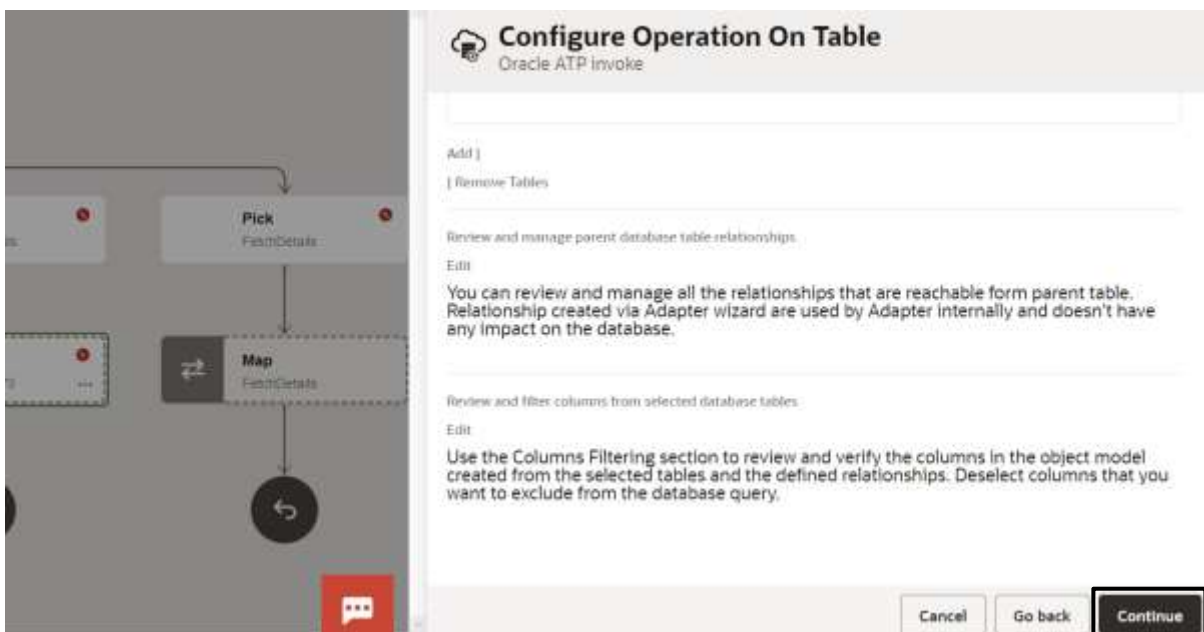 Configure Operation On Table
Oracle ATP invoke
Add |
| Remove Tables
Review and manage parent database table relationships
Edit
You can review and manage all the relationships that are reachable form parent table.
Relationship created via Adapter wizard are used by Adapter internally and doesn't have
any impact on the database.
Review and filter columns from selected database tables
Edit
Use the Columns Filtering section to review and verify the columns in the object model
created from the selected tables and the defined relationships. Deselect columns that you
want to exclude from the database query.
Cancel
Go back
Continue
Pick
FetchDetails
Map
FetchDetails